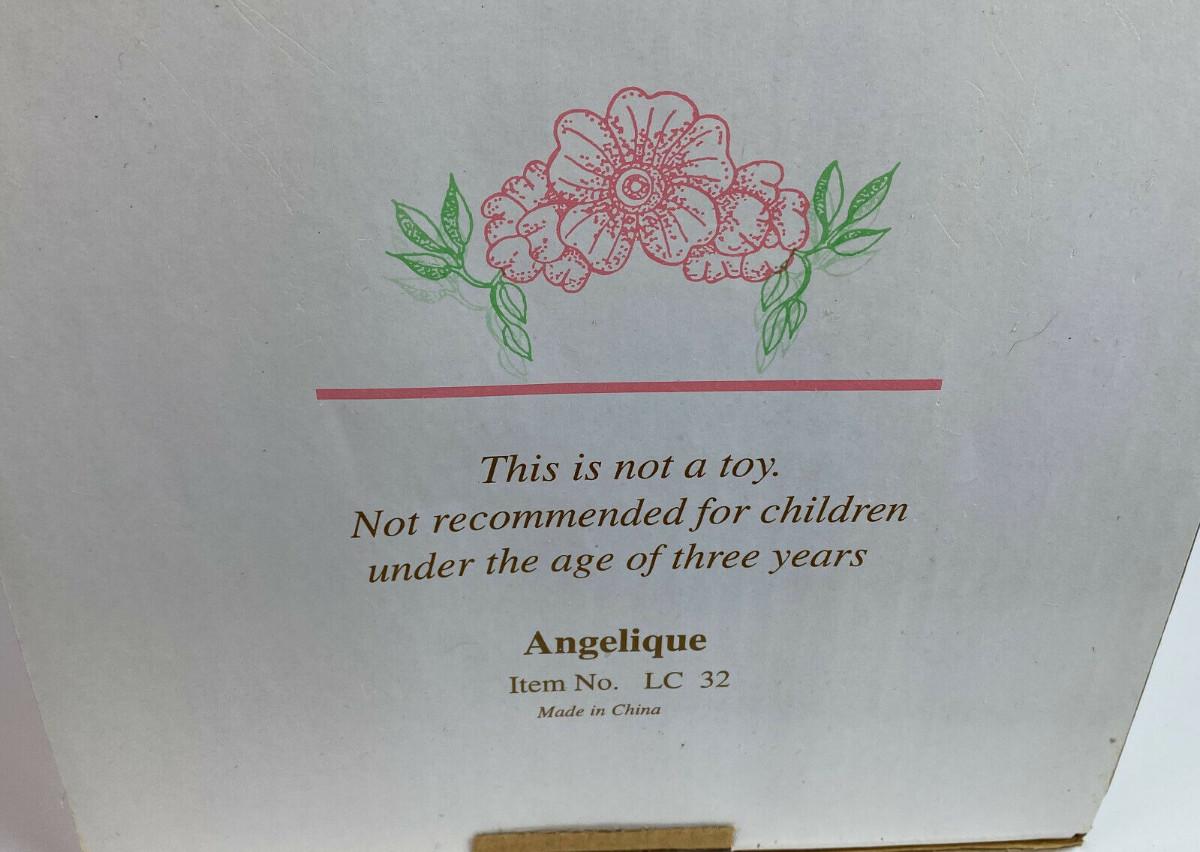 This is not a toy.
Not recommended for children
under the age of three years
Angelique
Item No. LC 32
Made in China